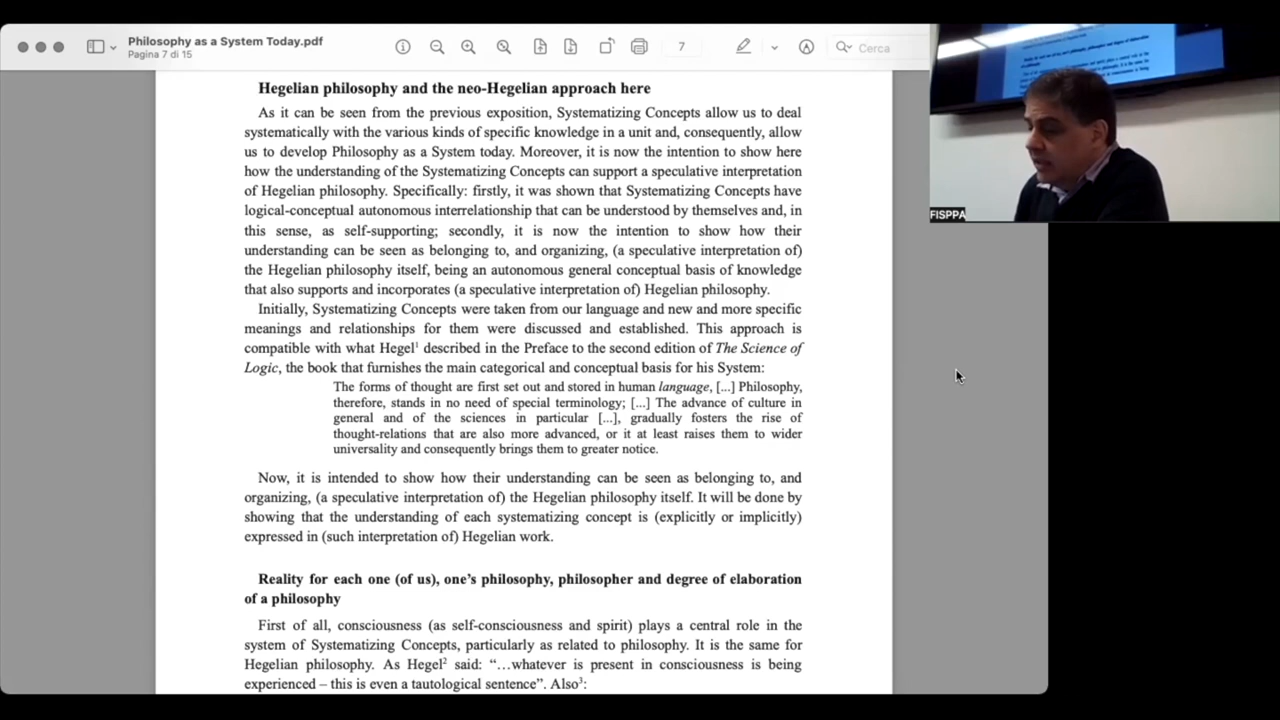 Philosophy as a System Today.pdf
Pagina 7 di 15
7
Cerca
FISPPA
Hegelian philosophy and the neo-Hegelian approach here
As it can be seen from the previous exposition, Systematizing Concepts allow us to deal
systematically with the various kinds of specific knowledge in a unit and, consequently, allow
us to develop Philosophy as a System today. Moreover, it is now the intention to show here
how the understanding of the Systematizing Concepts can support a speculative interpretation
of Hegelian philosophy. Specifically: firstly, it was shown that Systematizing Concepts have
logical-conceptual autonomous interrelationship that can be understood by themselves and, in
this sense, as self-supporting; secondly, it is now the intention to show how their
understanding can be seen as belonging to, and organizing, (a speculative interpretation of)
the Hegelian philosophy itself, being an autonomous general conceptual basis of knowledge
that also supports and incorporates (a speculative interpretation of) Hegelian philosophy.
Initially, Systematizing Concepts were taken from our language and new and more specific
meanings and relationships for them were discussed and established. This approach is
compatible with what Hegel¹ described in the Preface to the second edition of The Science of
Logic, the book that furnishes the main categorical and conceptual basis for his System:
The forms of thought are first set out and stored in human language, [...] Philosophy,
therefore, stands in no need of special terminology; [...] The advance of culture in
general and of the sciences in particular [...], gradually fosters the rise of
thought-relations that are also more advanced, or it at least raises them to wider
universality and consequently brings them to greater notice.
Now, it is intended to show how their understanding can be seen as belonging to, and
organizing, (a speculative interpretation of) the Hegelian philosophy itself. It will be done by
showing that the understanding of each systematizing concept is (explicitly or implicitly)
expressed in (such interpretation of) Hegelian work.
Reality for each one (of us), one's philosophy, philosopher and degree of elaboration
of a philosophy
First of all, consciousness (as self-consciousness and spirit) plays a central role in the
system of Systematizing Concepts, particularly as related to philosophy. It is the same for
Hegelian philosophy. As Hegel² said: “…whatever is present in consciousness is being
experienced – this is even a tautological sentence”. Also³: